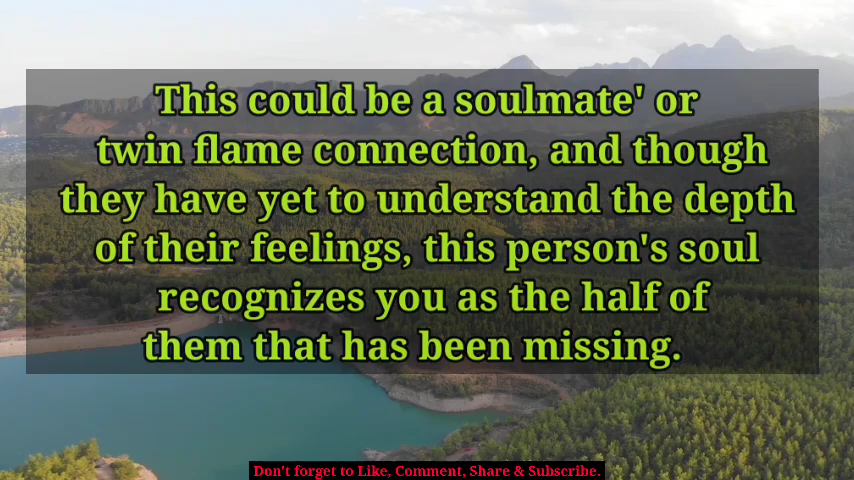 This could be a soulmate' or
twin flame connection, and though
they have yet to understand the depth
of their feelings, this person's soul
recognizes you as the half of
them that has been missing.
Don't forget to Like, Comment, Share & Subscribe.